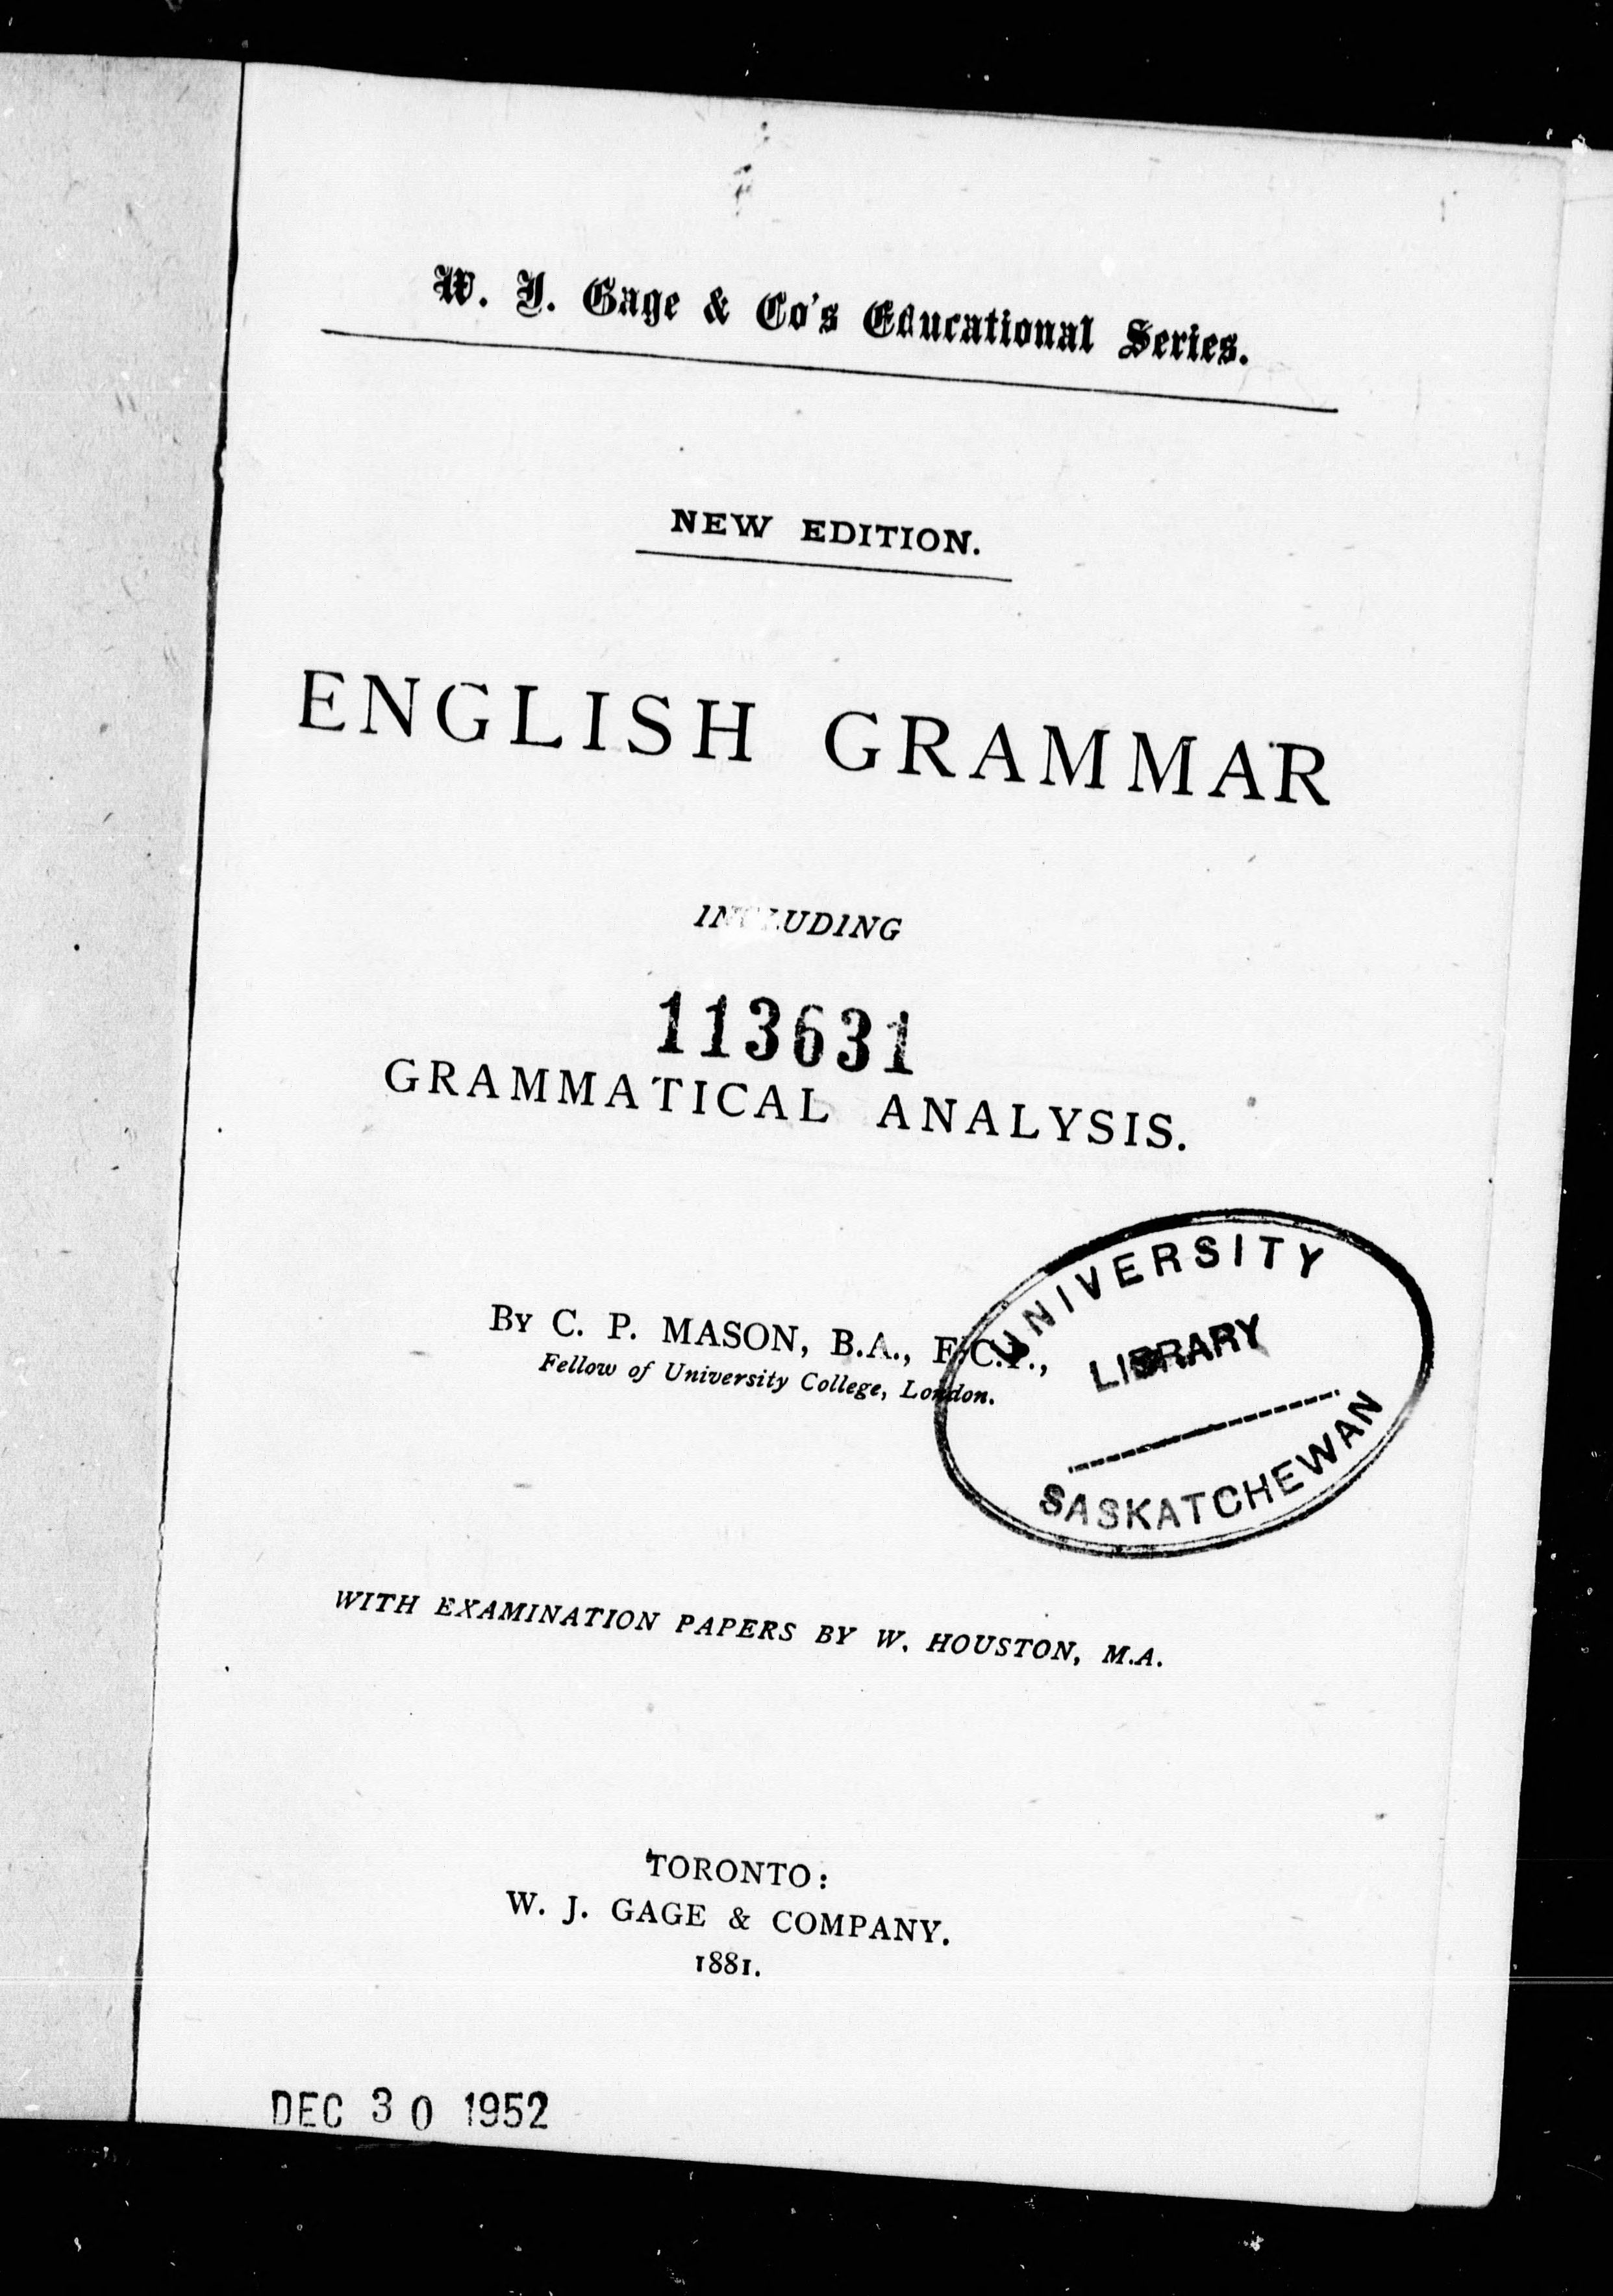 W. J. Gage & Co's Educational Series.
NEW EDITION.
ENGLISH GRAMMAR
INCLUDING
113631
GRAMMATICAL ANALYSIS.
By C. P. MASON, B.A., F.C.P.,
Fellow of University College, London.
UNIVERSITY
LIBRARY
SASKATCHEWAN
WITH EXAMINATION PAPERS BY W. HOUSTON, M.A.
TORONTO:
W. J. GAGE & COMPANY.
1881.
DEC 30 1952